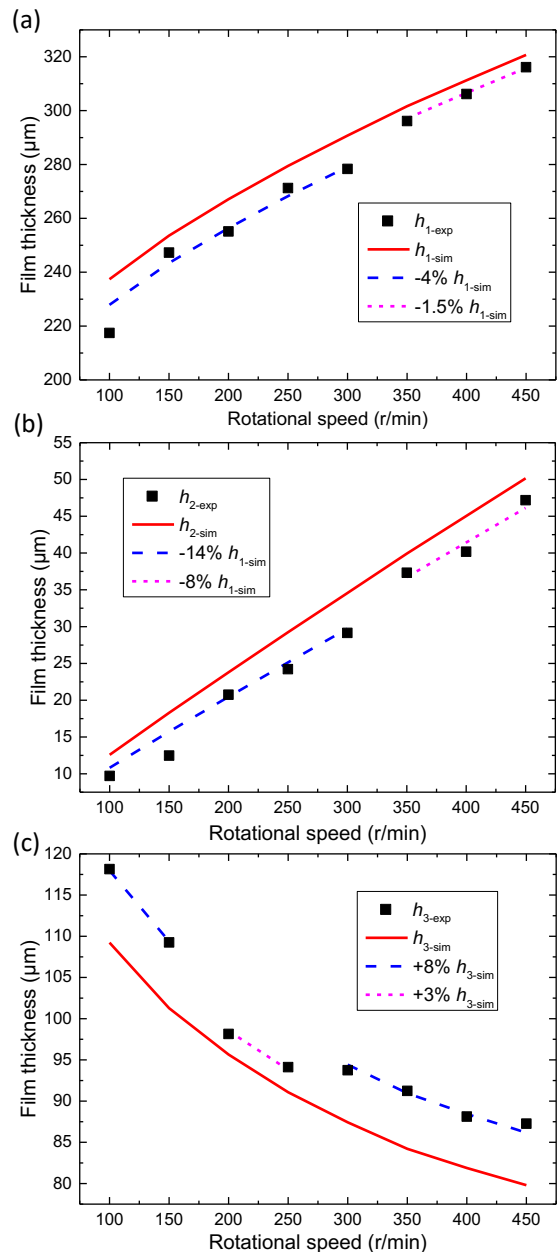 (a)
320
300
280
260
240
220
200
Film thickness (μm)
h1-exp
h1-sim
-4% h1-sim
-1.5% h1-sim
100 150 200 250 300 350 400 450
Rotational speed (r/min)
(b)
55
50
45
40
35
30
25
20
15
10
Film thickness (μm)
h2-exp
h2-sim
-14% h1-sim
-8% h1-sim
100 150 200 250 300 350 400 450
Rotational speed (r/min)
(c)
120
115
110
105
100
95
90
85
80
Film thickness (μm)
h3-exp
h3-sim
+8% h3-sim
+3% h3-sim
100 150 200 250 300 350 400 450
Rotational speed (r/min)